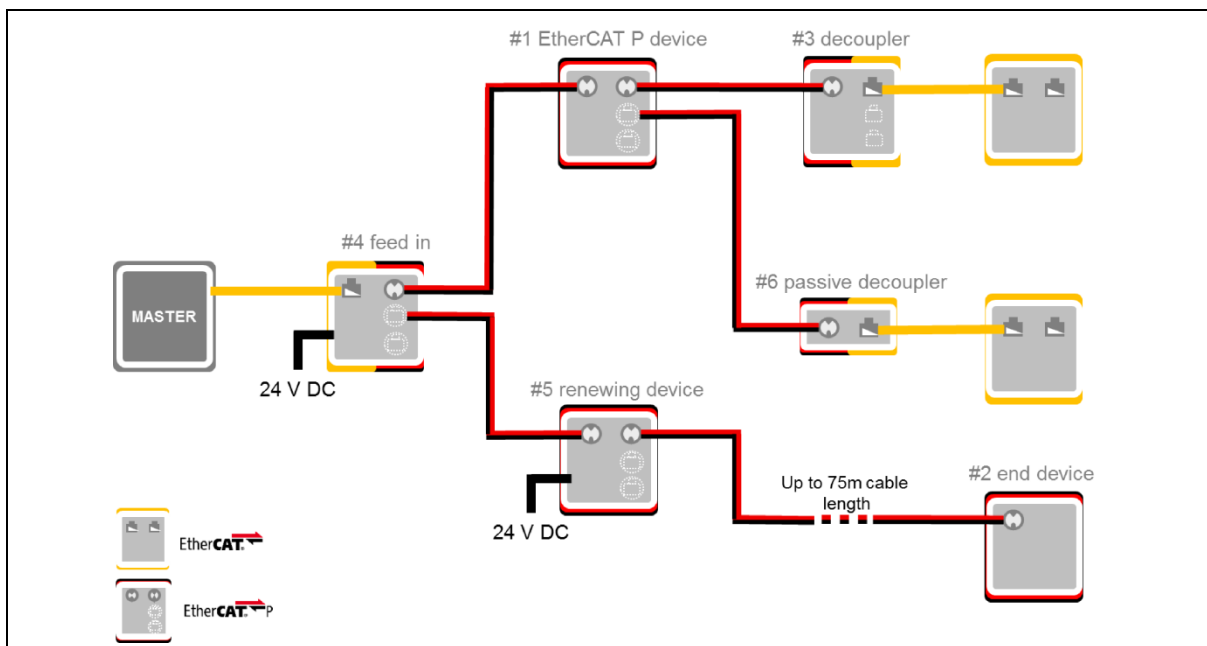 #1 EtherCAT P device
#3 decoupler
#4 feed in
#6 passive decoupler
MASTER
24 V DC
#5 renewing device
#2 end device
Up to 75m cable
length
24 V DC
EtherCAT®
EtherCAT®P